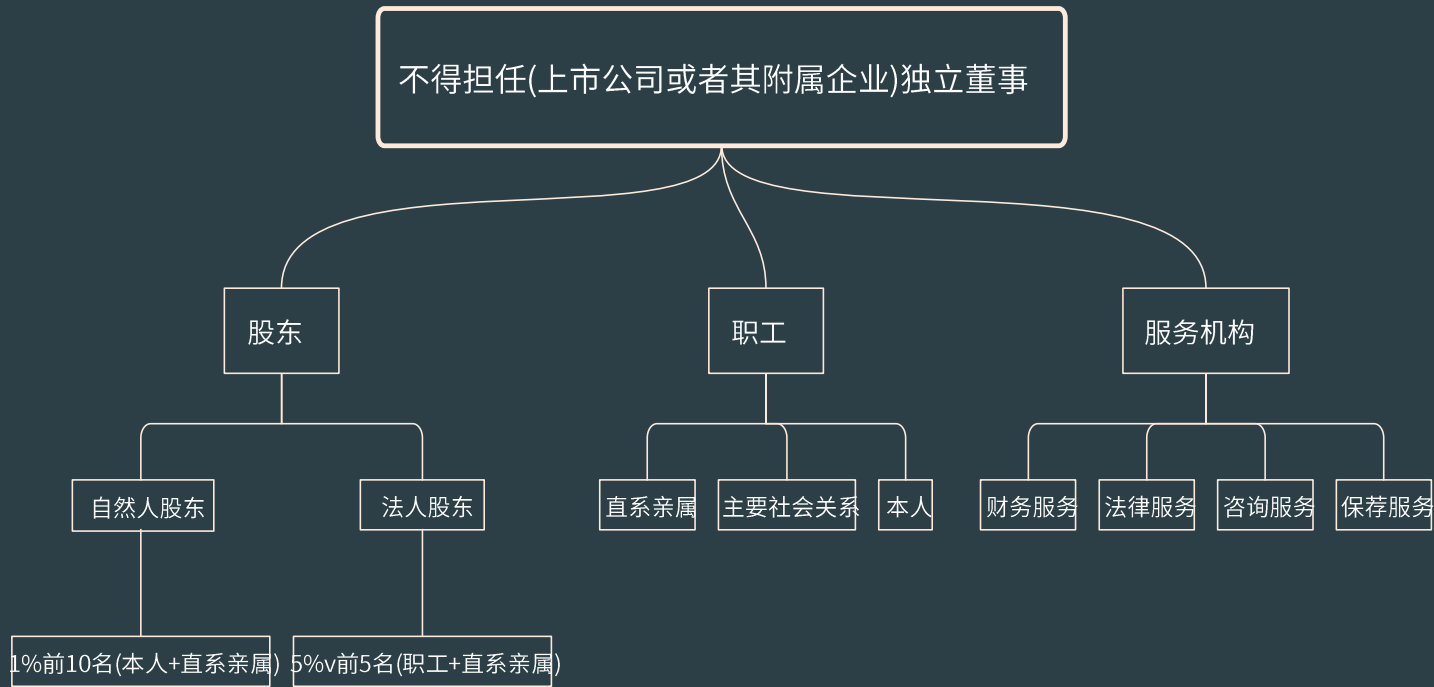 不得担任(上市公司或者其附属企业)独立董事
股东
职工
服务机构
自然人股东
法人股东
直系亲属
主要社会关系
本人
财务服务
法律服务
咨询服务
保荐服务
1%前10名(本人+直系亲属)
5%v前5名(职工+直系亲属)